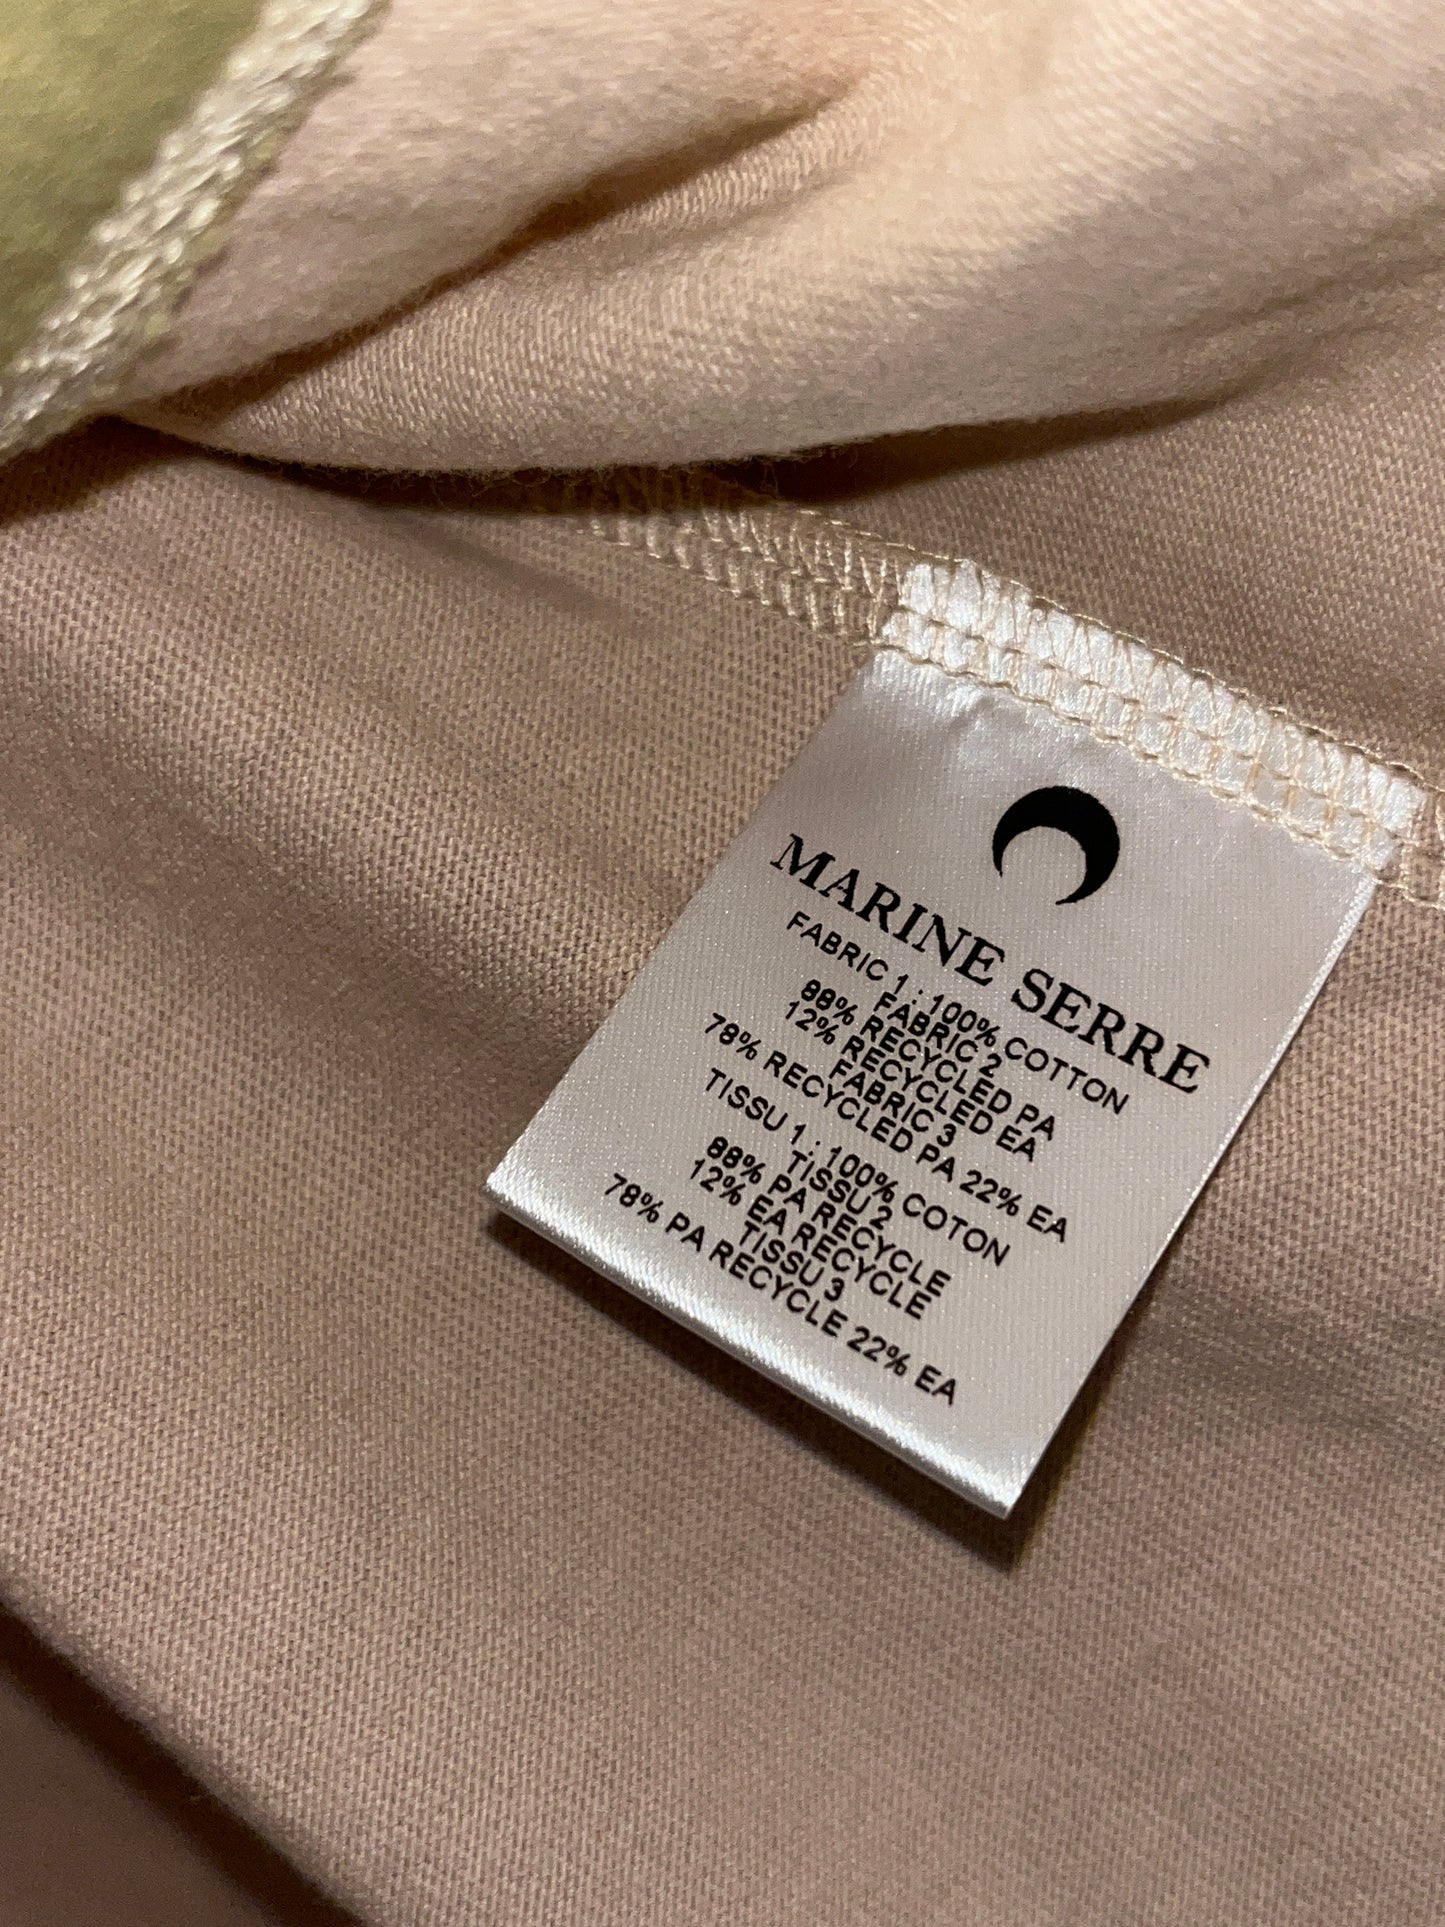 MARINE SERRE
FABRIC 1 : 100% COTTON
FABRIC 2
88% RECYCLED PA
12% RECYCLED EA
FABRIC 3
78% RECYCLED PA 22% EA
TISSU 1 : 100% COTON
TISSU 2
88% PA RECYCLE
12% EA RECYCLE
TISSU 3
78% PA RECYCLE 22% EA